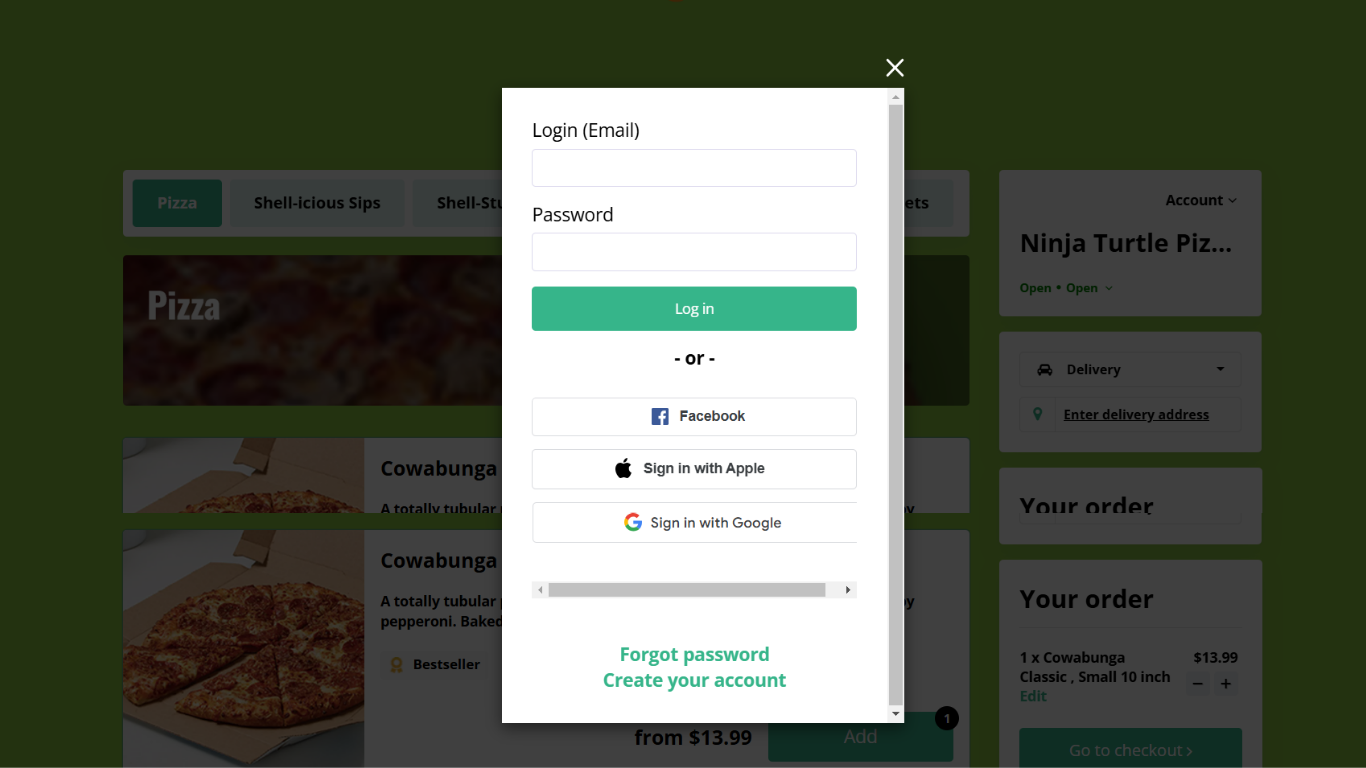 Login (Email)
Password
Log in
- or -
Facebook
Sign in with Apple
Sign in with Google
Forgot password
Create your account
Pizza
Shell-icious Sips
Pizza
Cowabunga
A totally tubular
Cowabunga
A totally tubular
pepperoni. Baked
Bestseller
from $13.99
Add
1
Account
Ninja Turtle Piz...
Open • Open
Delivery
Enter delivery address
Your order
Your order
1 x Cowabunga $13.99
Classic , Small 10 inch
− +
Edit
Go to checkout ›